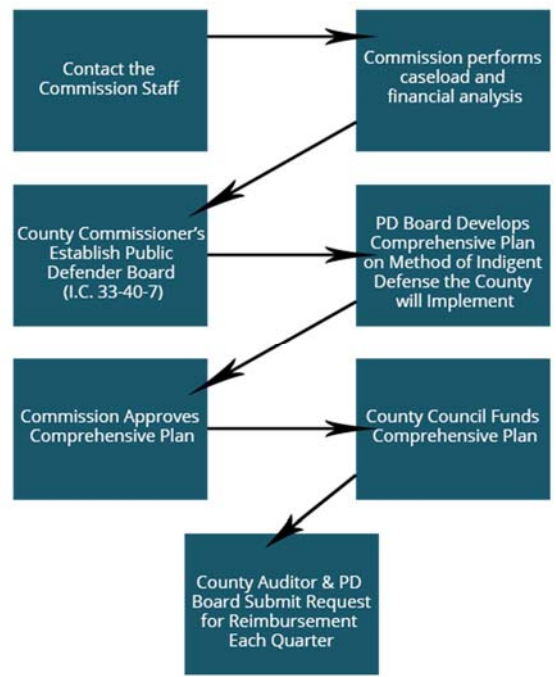 Contact the
Commission Staff
Commission performs
caseload and
financial analysis
County Commissioner's
Establish Public
Defender Board
(I.C. 33-40-7)
PD Board Develops
Comprehensive Plan
on Method of Indigent
Defense the County
will Implement
Commission Approves
Comprehensive Plan
County Council Funds
Comprehensive Plan
County Auditor & PD
Board Submit Request
for Reimbursement
Each Quarter